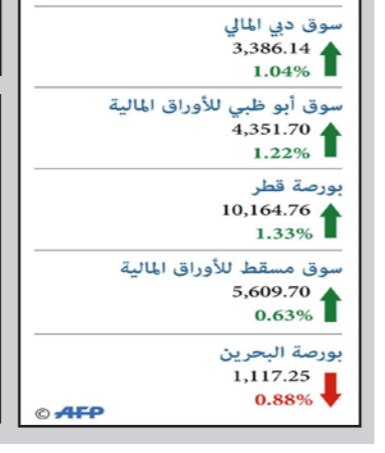 سوق دبي المالي
3,386.14
1.04%
سوق أبو ظبي للأوراق المالية
4,351.70
1.22%
بورصة قطر
10,164.76
1.33%
سوق مسقط للأوراق المالية
5,609.70
0.63%
بورصة البحرين
1,117.25
0.88%
© AFP